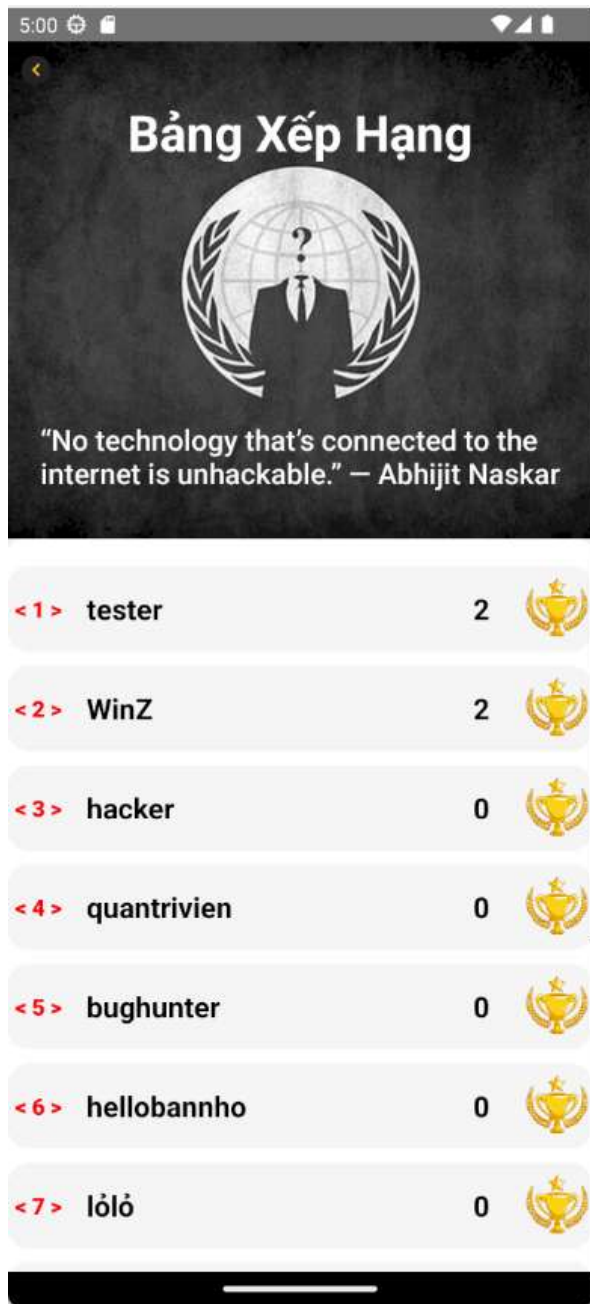 5:00
Bảng Xếp Hạng
?
“No technology that’s connected to the
internet is unhackable.” — Abhijit Naskar
< 1 > tester 2
< 2 > WinZ 2
< 3 > hacker 0
< 4 > quantrivien 0
< 5 > bughunter 0
< 6 > hellobannho 0
< 7 > lỏlỏ 0